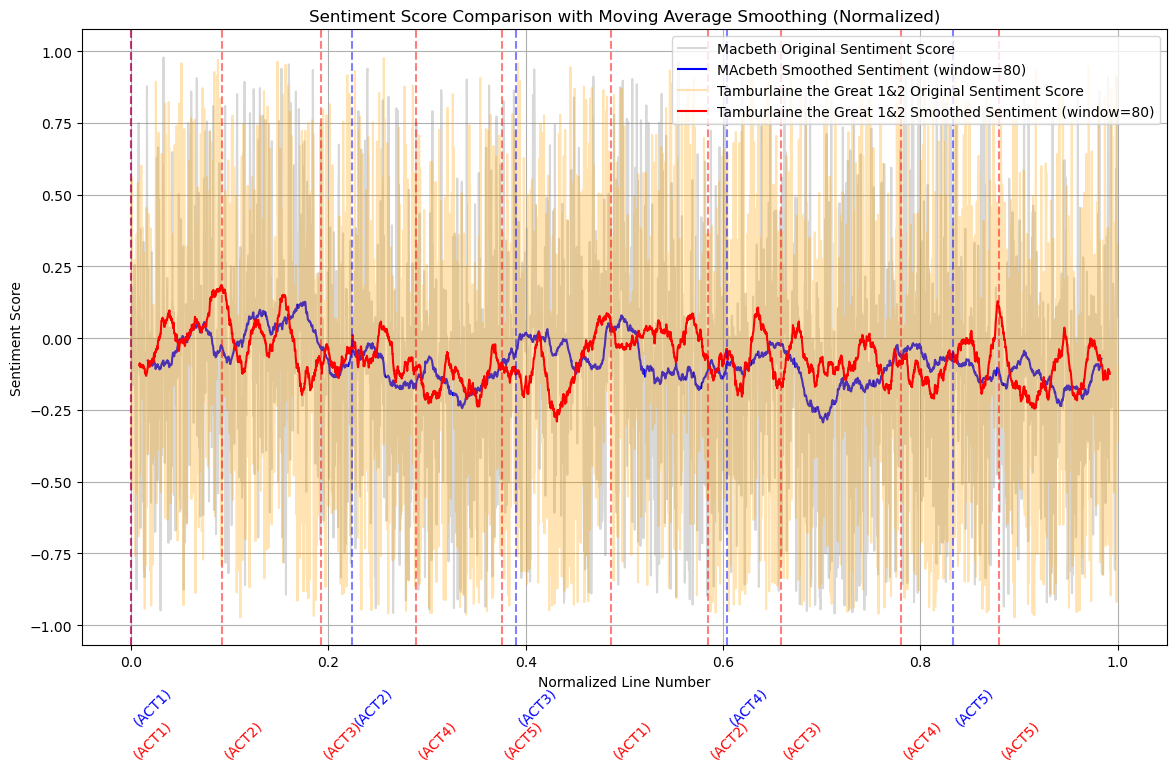 Sentiment Score Comparison with Moving Average Smoothing (Normalized)
Macbeth Original Sentiment Score
MAcbeth Smoothed Sentiment (window=80)
Tamburlaine the Great 1&2 Original Sentiment Score
Tamburlaine the Great 1&2 Smoothed Sentiment (window=80)
Sentiment Score
1.00
0.75
0.50
0.25
0.00
−0.25
−0.50
−0.75
−1.00
0.0 0.2 0.4 0.6 0.8 1.0
Normalized Line Number
(ACT1) (ACT2) (ACT3) (ACT4) (ACT5)
(ACT1) (ACT2) (ACT3) (ACT4) (ACT5) (ACT1) (ACT2) (ACT3) (ACT4) (ACT5)